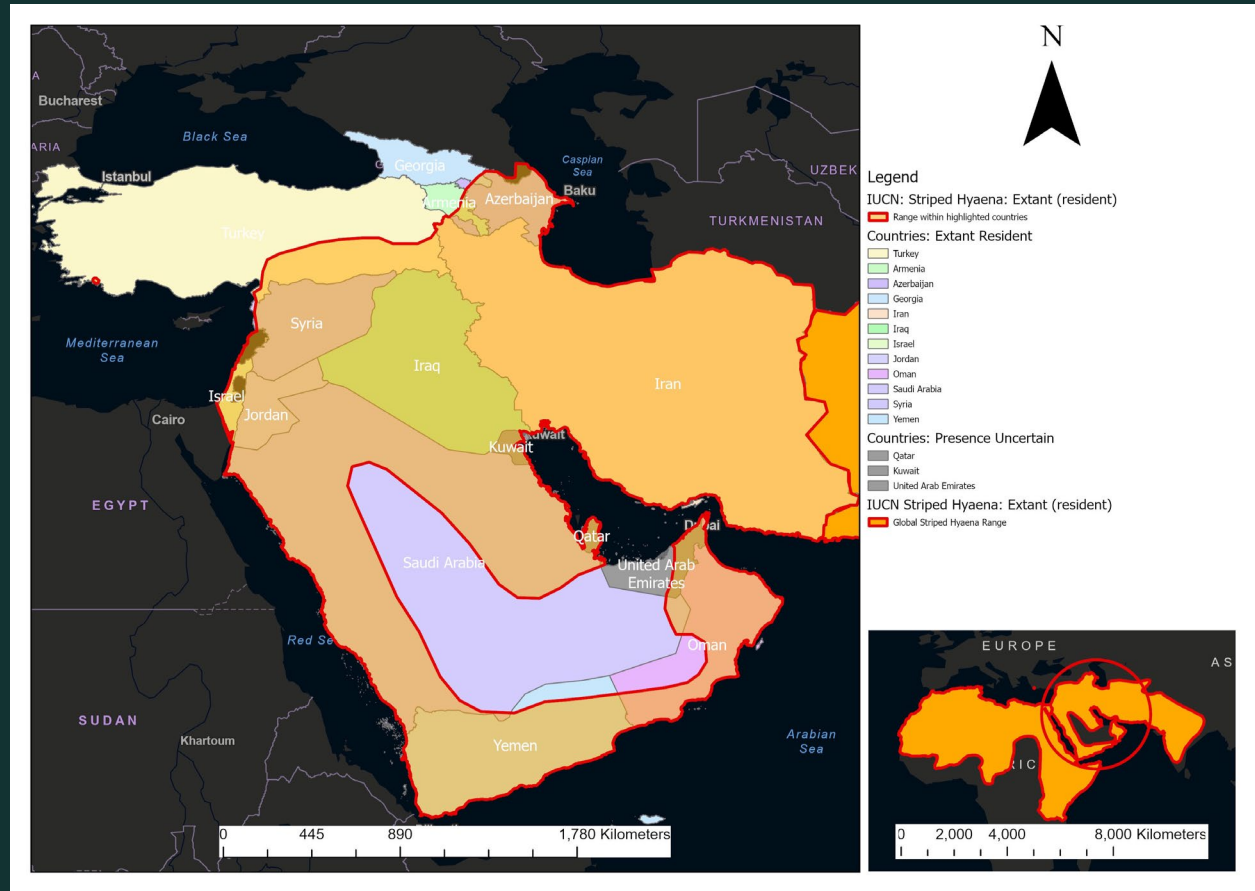 Bucharest
ARIA
Black Sea
Istanbul
Georgia
Caspian
Sea
Baku
Azerbaijan
Armenia
Turkey
UZBEK
TURKMENISTAN
Syria
Mediterranean
Sea
Iraq
Iran
Israel
Jordan
Cairo
Kuwait
EGYPT
Qatar
Saudi Arabia
United Arab
Emirates
Red Se
Oman
SUDAN
Khartoum
Yemen
Arabian
Sea
0 445 890 1,780 Kilometers
N
Legend
IUCN: Striped Hyaena: Extant (resident)
Range within highlighted countries
Countries: Extant Resident
Turkey
Armenia
Azerbaijan
Georgia
Iran
Iraq
Israel
Jordan
Oman
Saudi Arabia
Syria
Yemen
Countries: Presence Uncertain
Qatar
Kuwait
United Arab Emirates
IUCN Striped Hyaena: Extant (resident)
Global Striped Hyaena Range
EUROPE
AS
RIC
0 2,000 4,000 8,000 Kilometers